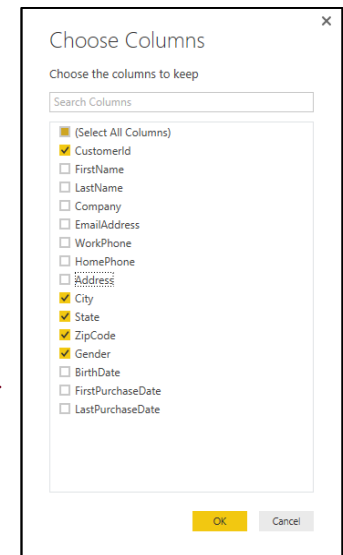 Choose Columns
Choose the columns to keep
Search Columns
(Select All Columns)
CustomerId
FirstName
LastName
Company
EmailAddress
WorkPhone
HomePhone
Address
City
State
ZipCode
Gender
BirthDate
FirstPurchaseDate
LastPurchaseDate
OK Cancel